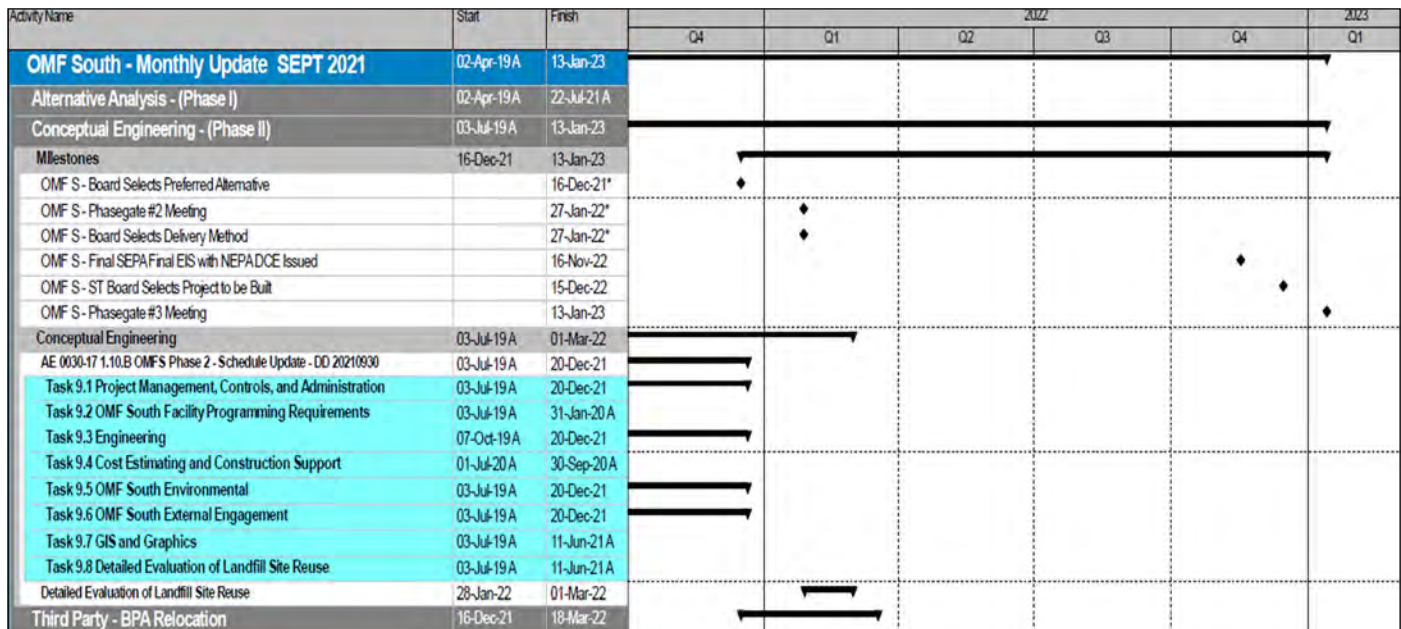 Activity Name Start Finish 2022 2023
Q4 Q1 Q2 Q3 Q4 Q1
OMF South - Monthly Update SEPT 2021 02-Apr-19 A 13-Jan-23
Alternative Analysis - (Phase I) 02-Apr-19 A 22-Jul-21 A
Conceptual Engineering - (Phase II) 03-Jul-19 A 13-Jan-23
Milestones 16-Dec-21 13-Jan-23
OMF S - Board Selects Preferred Alternative 16-Dec-21*
OMF S - Phasegate #2 Meeting 27-Jan-22*
OMF S - Board Selects Delivery Method 27-Jan-22*
OMF S - Final SEPA Final EIS with NEPA DCE Issued 16-Nov-22
OMF S - ST Board Selects Project to be Built 15-Dec-22
OMF S - Phasegate #3 Meeting 13-Jan-23
Conceptual Engineering 03-Jul-19 A 01-Mar-22
AE 0030-17 1.10.B OMFS Phase 2 - Schedule Update - DD 20210930 03-Jul-19 A 20-Dec-21
Task 9.1 Project Management, Controls, and Administration 03-Jul-19 A 20-Dec-21
Task 9.2 OMF South Facility Programming Requirements 03-Jul-19 A 31-Jan-20 A
Task 9.3 Engineering 07-Oct-19 A 20-Dec-21
Task 9.4 Cost Estimating and Construction Support 01-Jul-20 A 30-Sep-20 A
Task 9.5 OMF South Environmental 03-Jul-19 A 20-Dec-21
Task 9.6 OMF South External Engagement 03-Jul-19 A 20-Dec-21
Task 9.7 GIS and Graphics 03-Jul-19 A 11-Jun-21 A
Task 9.8 Detailed Evaluation of Landfill Site Reuse 03-Jul-19 A 11-Jun-21 A
Detailed Evaluation of Landfill Site Reuse 28-Jan-22 01-Mar-22
Third Party - BPA Relocation 16-Dec-21 18-Mar-22